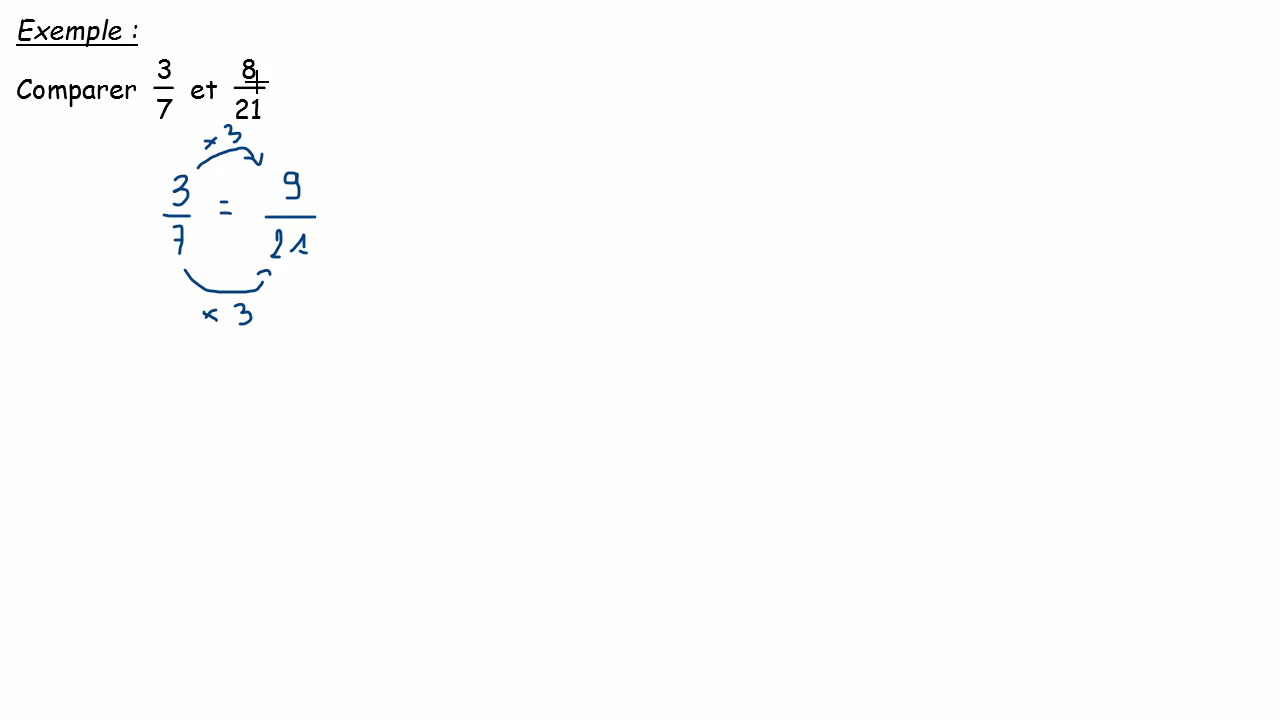 Exemple :
Comparer 3/7 et 8/21
× 3
3/7 = 9/21
× 3